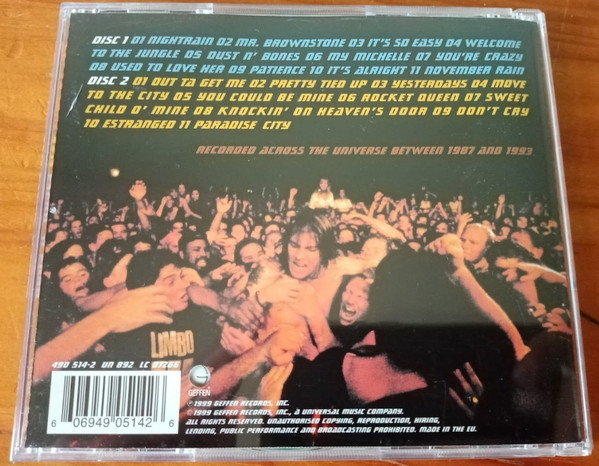 DISC 1 01 NIGHTRAIN 02 MR. BROWNSTONE 03 IT'S SO EASY 04 WELCOME
TO THE JUNGLE 05 DUST N' BONES 06 MY MICHELLE 07 YOU'RE CRAZY
08 USED TO LOVE HER 09 PATIENCE 10 IT'S ALRIGHT 11 NOVEMBER RAIN
DISC 2 01 OUT TA GET ME 02 PRETTY TIED UP 03 YESTERDAYS 04 MOVE
TO THE CITY 05 YOU COULD BE MINE 06 ROCKET QUEEN 07 SWEET
CHILD O' MINE 08 KNOCKIN' ON HEAVEN'S DOOR 09 DON'T CRY
10 ESTRANGED 11 PARADISE CITY
RECORDED ACROSS THE UNIVERSE BETWEEN 1987 AND 1993.
LIMBO
490 514-2 UN 892 LC 07266
GEFFEN
6 06949 05142 6
℗ 1999 GEFFEN RECORDS, INC.
© 1999 GEFFEN RECORDS, INC., A UNIVERSAL MUSIC COMPANY.
ALL RIGHTS RESERVED. UNAUTHORISED COPYING, REPRODUCTION, HIRING,
LENDING, PUBLIC PERFORMANCE AND BROADCASTING PROHIBITED. MADE IN THE EU.